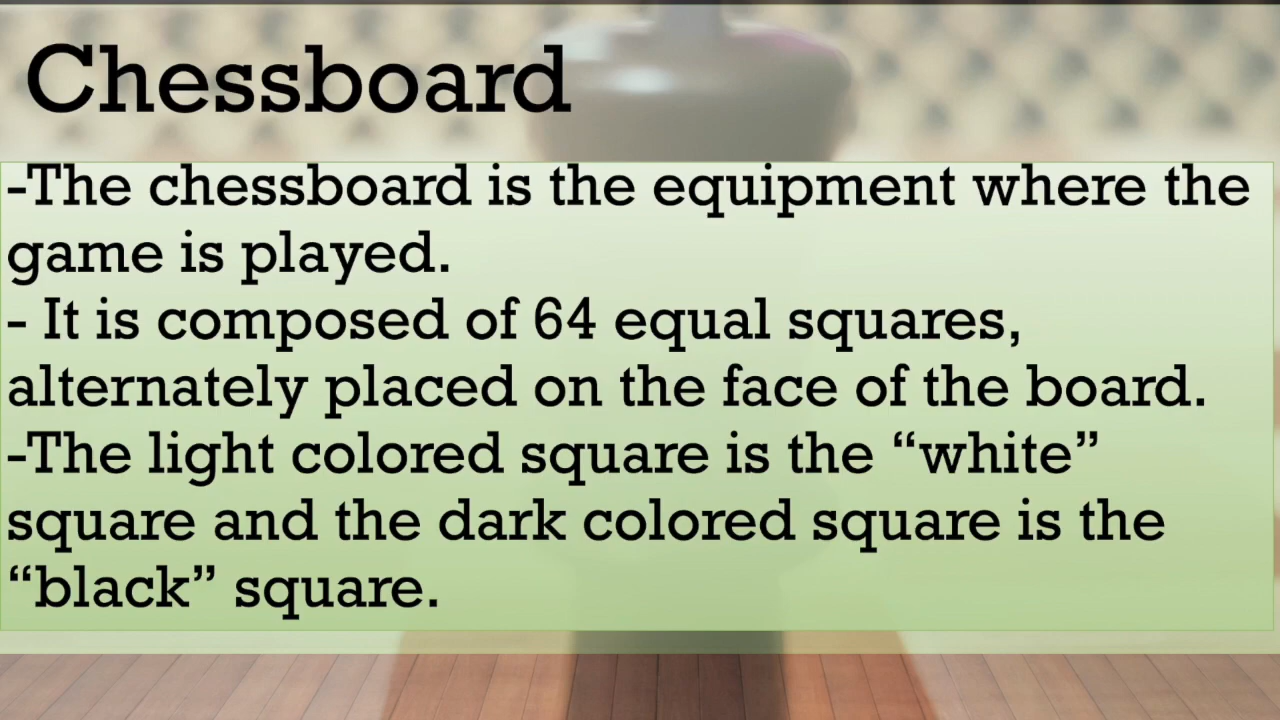 Chessboard
-The chessboard is the equipment where the
game is played.
- It is composed of 64 equal squares,
alternately placed on the face of the board.
-The light colored square is the “white”
square and the dark colored square is the
“black” square.